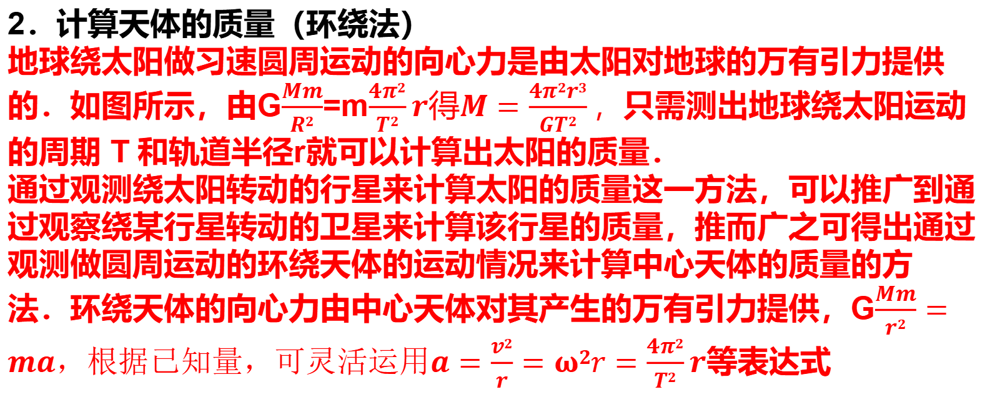 2．计算天体的质量（环绕法）
地球绕太阳做习速圆周运动的向心力是由太阳对地球的万有引力提供
的．如图所示，由G\frac{Mm}{R^2}=m\frac{4π^2}{T^2}r得M=\frac{4π^2r^3}{GT^2}，只需测出地球绕太阳运动
的周期 T 和轨道半径r就可以计算出太阳的质量．
通过观测绕太阳转动的行星来计算太阳的质量这一方法，可以推广到通
过观察绕某行星转动的卫星来计算该行星的质量，推而广之可得出通过
观测做圆周运动的环绕天体的运动情况来计算中心天体的质量的方
法．环绕天体的向心力由中心天体对其产生的万有引力提供，G\frac{Mm}{r^2}=
ma，根据已知量，可灵活运用a=\frac{v^2}{r}=ω^2r=\frac{4π^2}{T^2}r等表达式